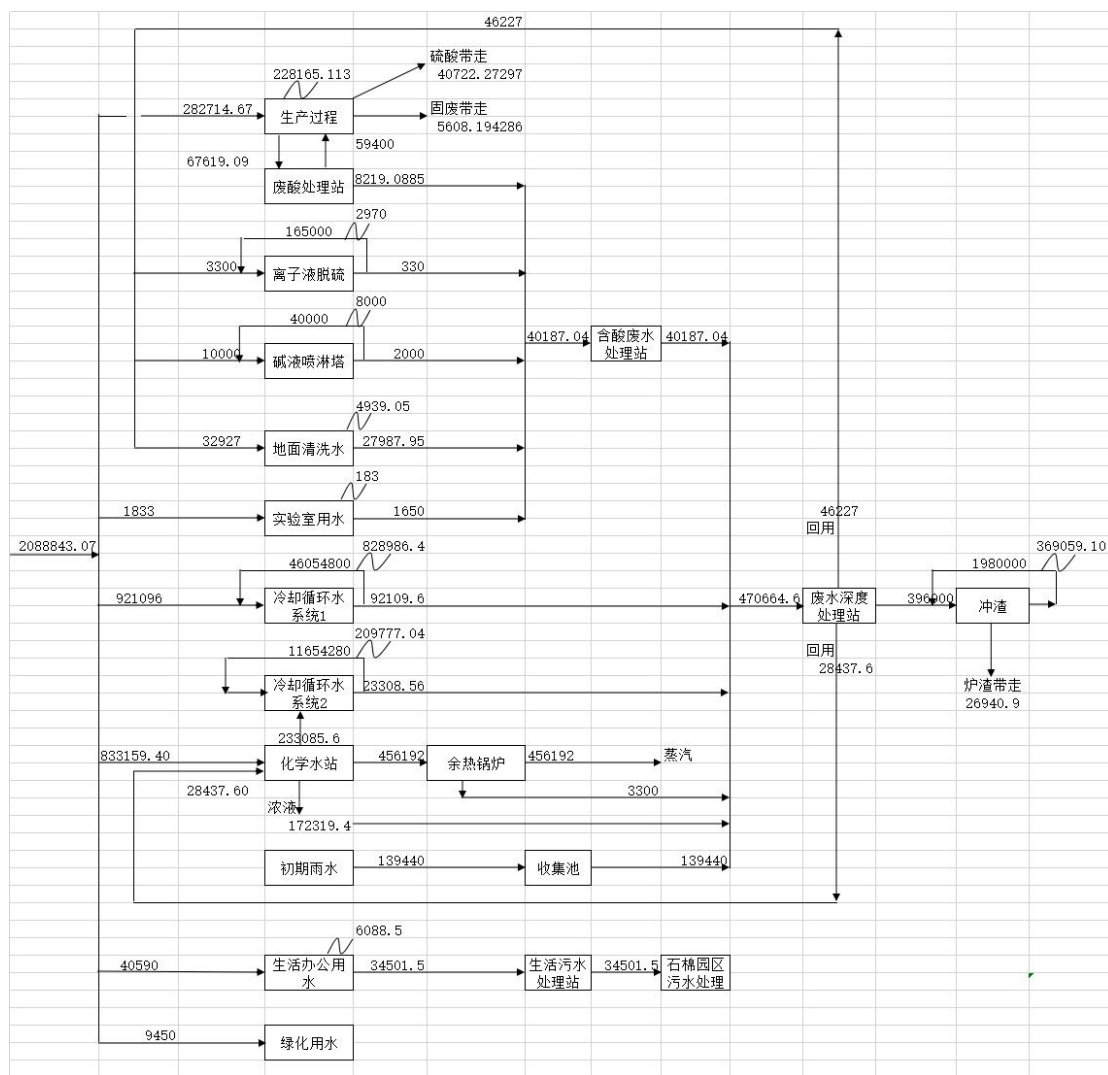 46227
硫酸带走
40722.27297
228165.113
282714.67
生产过程
固废带走
5608.194286
59400
67619.09
废酸处理站
8219.0885
2970
165000
3300
离子液脱硫
330
8000
40000
10000
碱液喷淋塔
2000
40187.04
含酸废水
处理站
40187.04
4939.05
32927
地面清洗水
27987.95
183
1833
实验室用水
1650
46227
回用
2088843.07
828986.4
46054800
921096
冷却循环水
系统1
92109.6
470664.6
废水深度
处理站
396900
1980000
369059.10
冲渣
209777.04
11654280
冷却循环水
系统2
23308.56
回用
28437.6
炉渣带走
26940.9
233085.6
833159.40
化学水站
456192
余热锅炉
456192
蒸汽
28437.60
浓液
172319.4
3300
初期雨水
139440
收集池
139440
6088.5
40590
生活办公用
水
34501.5
生活污水
处理站
34501.5
石棉园区
污水处理
9450
绿化用水